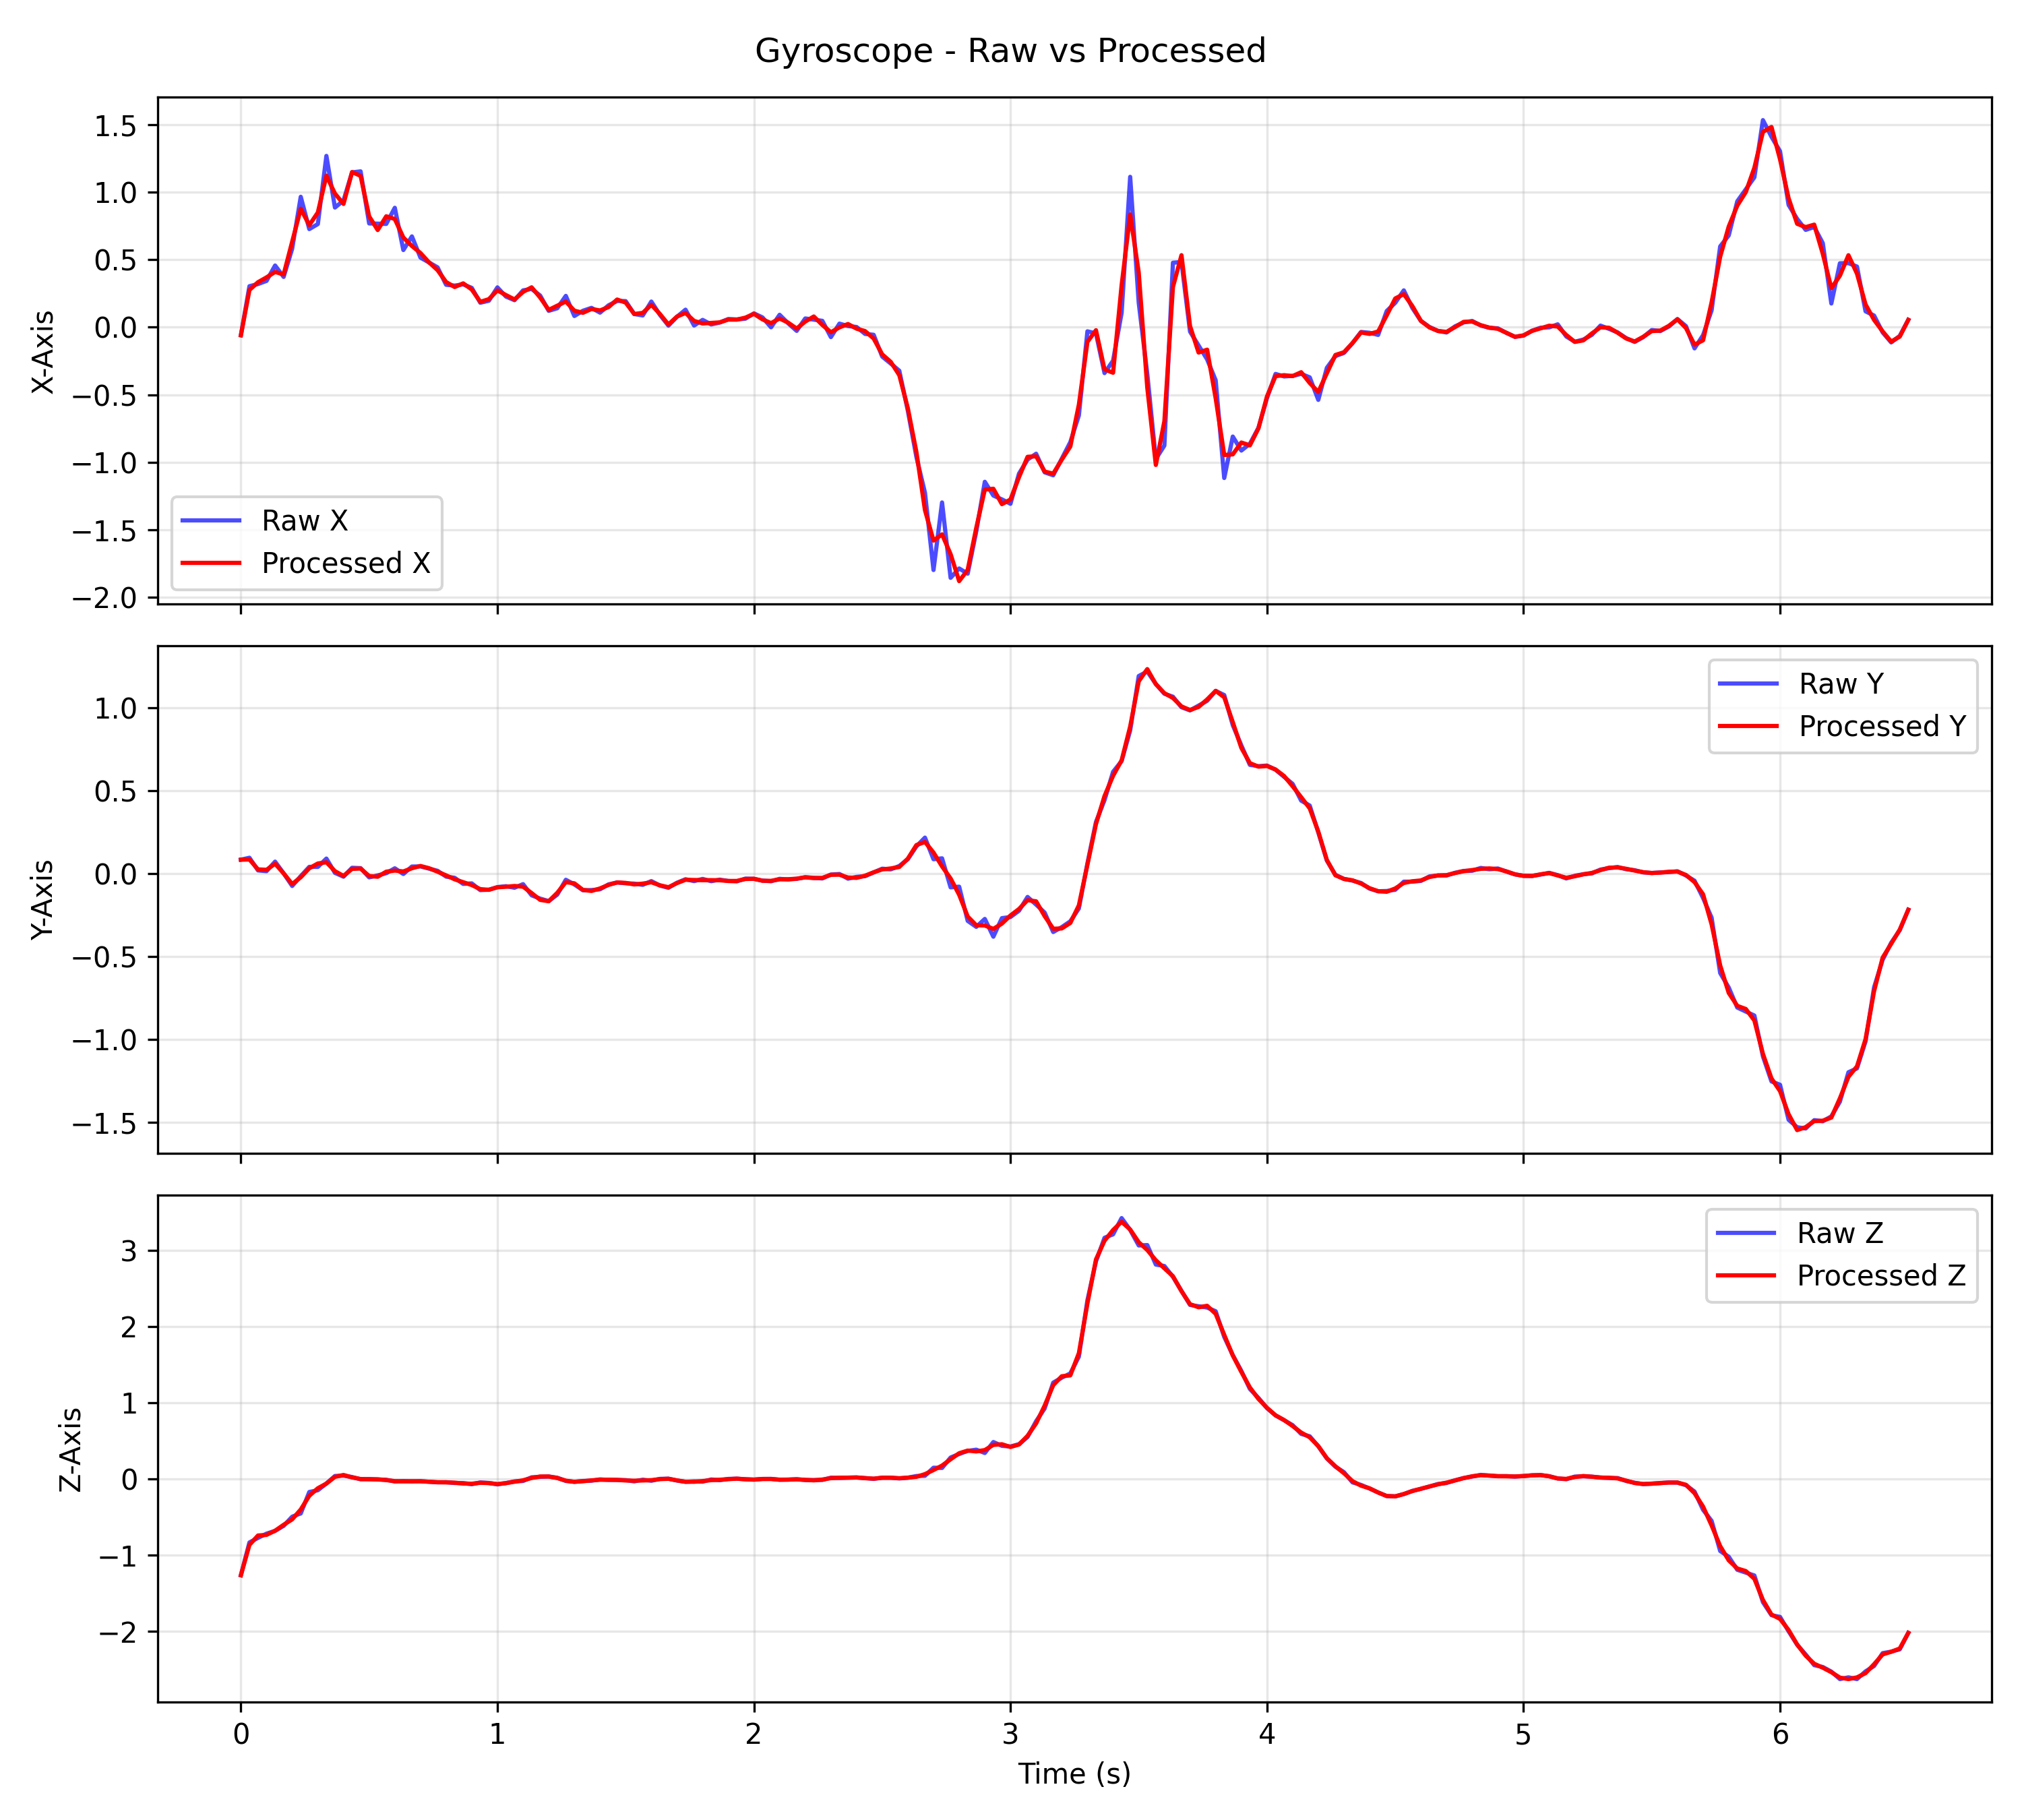 Gyroscope - Raw vs Processed
1.5
1.0
0.5
0.0
−0.5
−1.0
−1.5
−2.0
X-Axis
Raw X
Processed X
1.0
0.5
0.0
−0.5
−1.0
−1.5
Y-Axis
Raw Y
Processed Y
3
2
1
0
−1
−2
Z-Axis
Raw Z
Processed Z
0 1 2 3 4 5 6
Time (s)